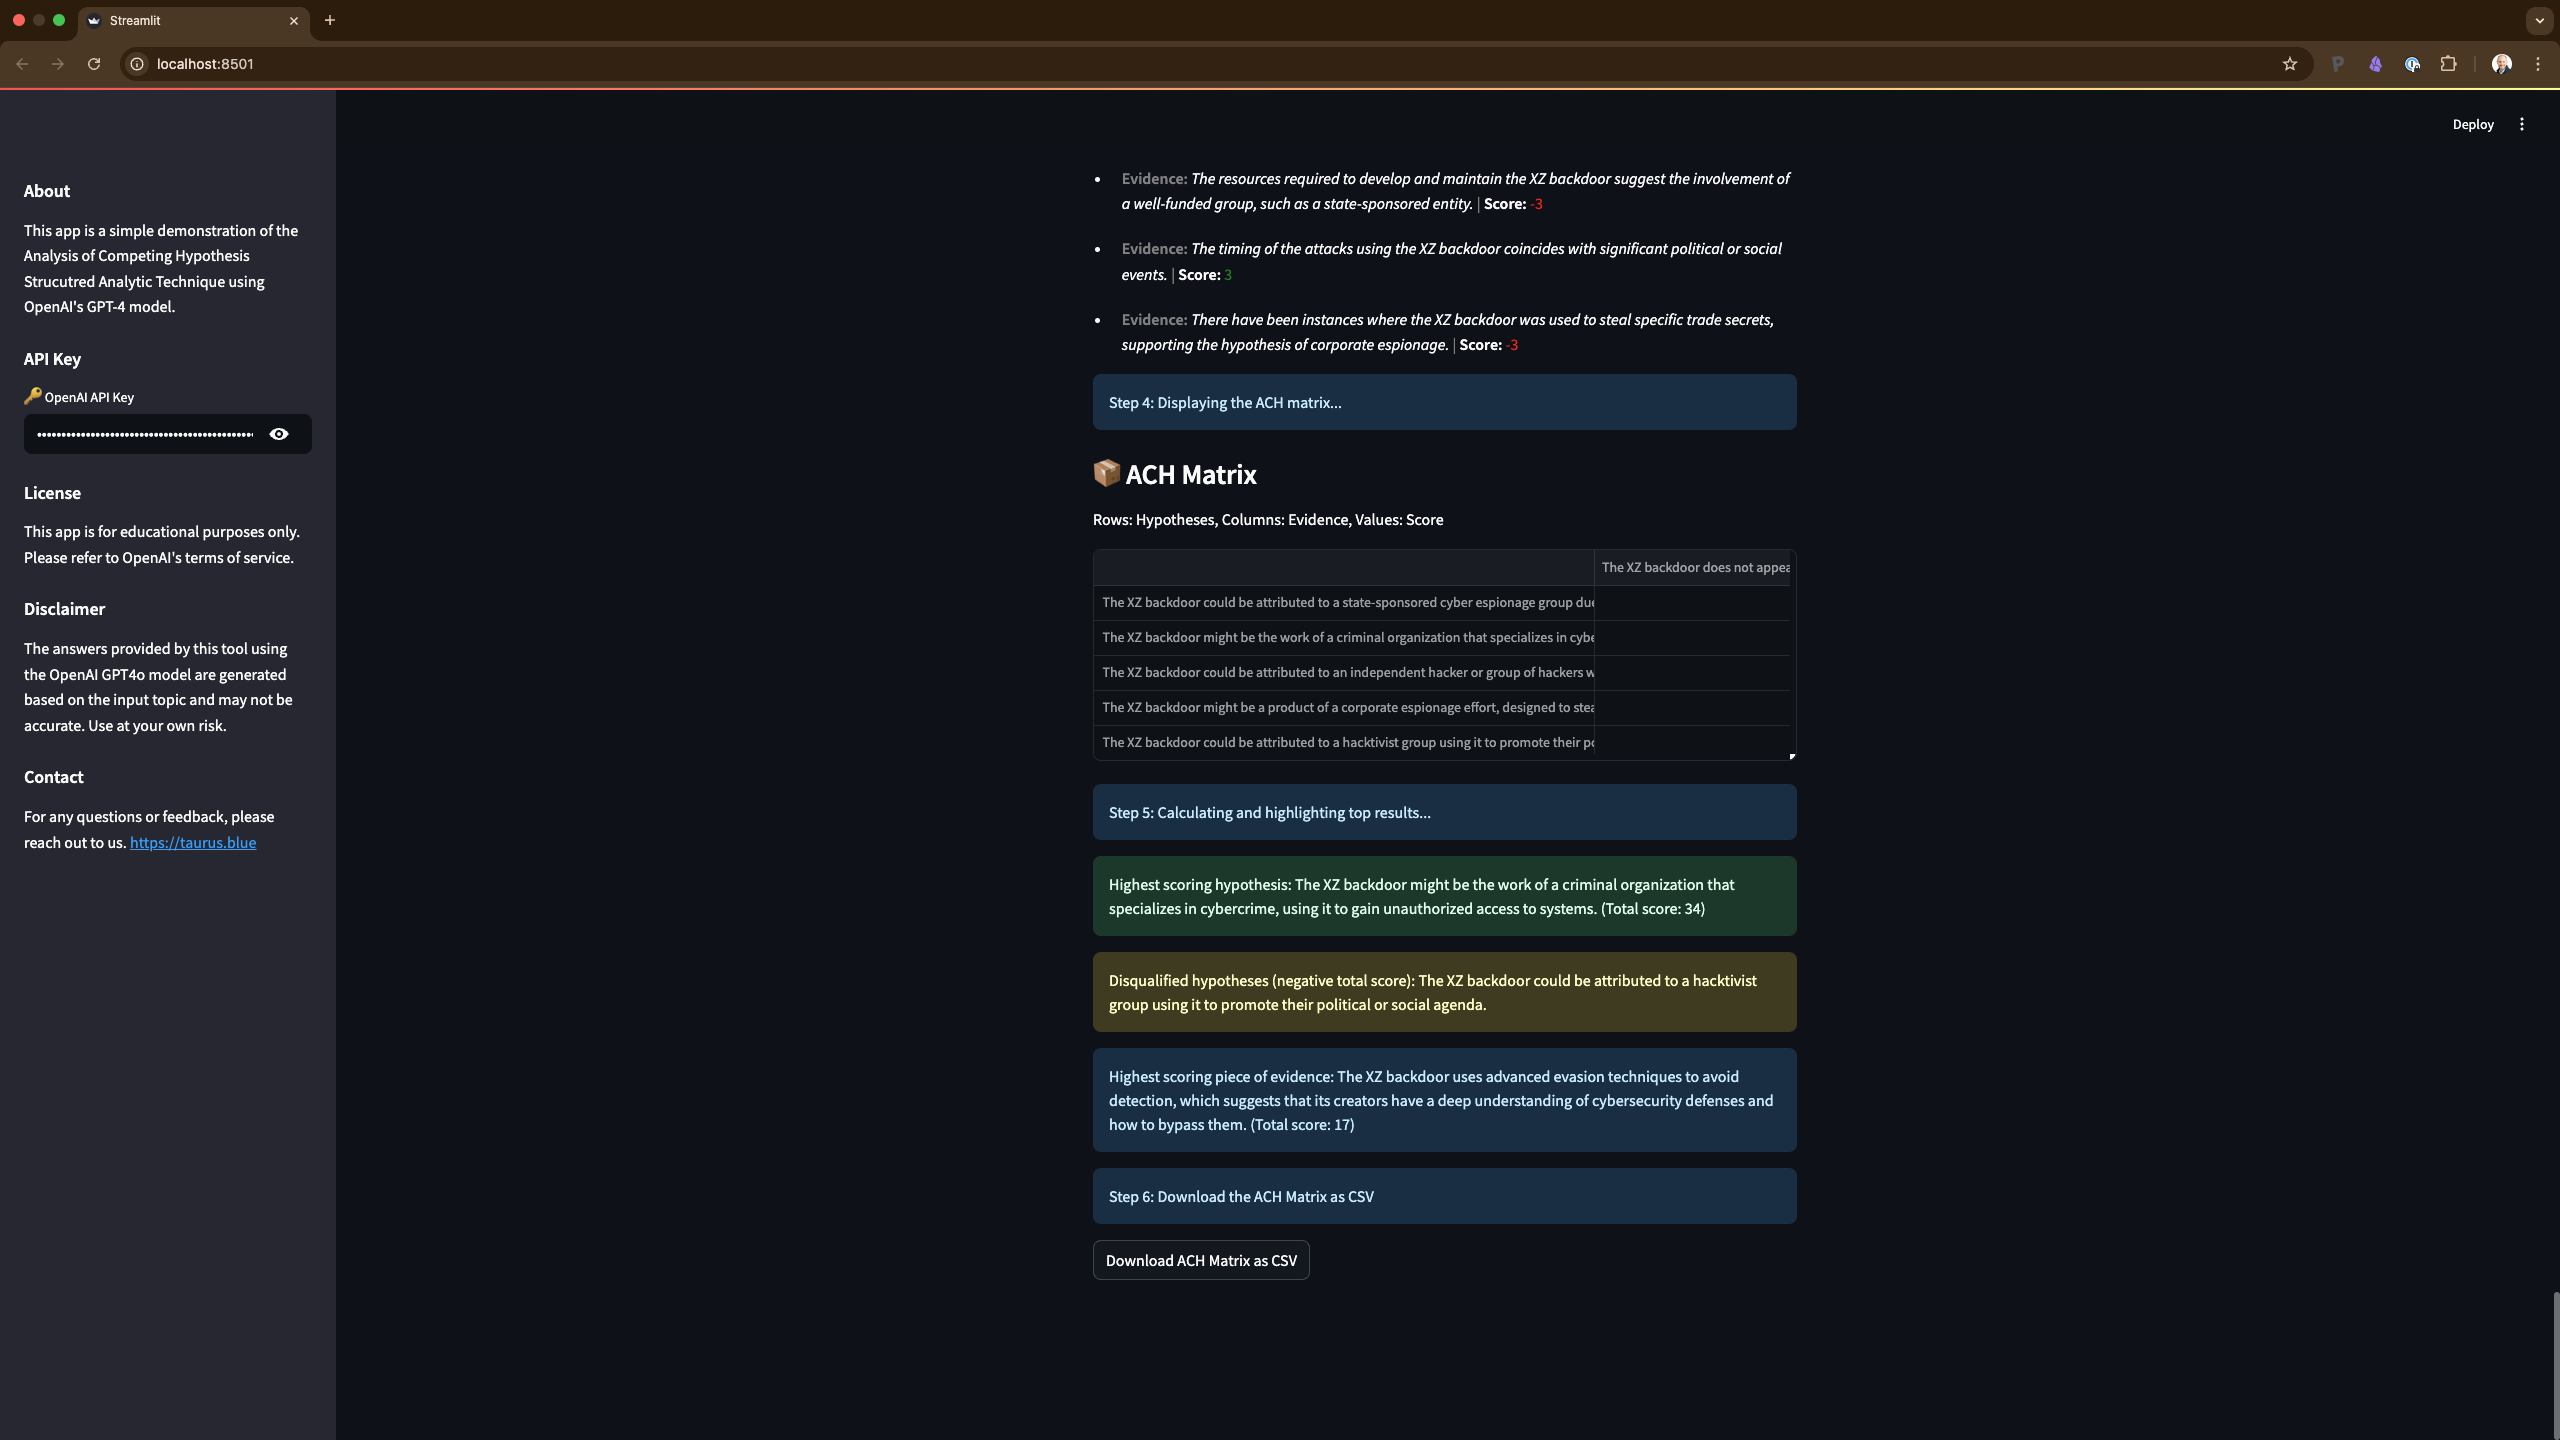 Streamlit
localhost:8501
Deploy
About
This app is a simple demonstration of the
Analysis of Competing Hypothesis
Strucutred Analytic Technique using
OpenAI's GPT-4 model.
API Key
🔑 OpenAI API Key
License
This app is for educational purposes only.
Please refer to OpenAI's terms of service.
Disclaimer
The answers provided by this tool using
the OpenAI GPT4o model are generated
based on the input topic and may not be
accurate. Use at your own risk.
Contact
For any questions or feedback, please
reach out to us. https://taurus.blue
Evidence: The resources required to develop and maintain the XZ backdoor suggest the involvement of
a well-funded group, such as a state-sponsored entity. | Score: -3
Evidence: The timing of the attacks using the XZ backdoor coincides with significant political or social
events. | Score: 3
Evidence: There have been instances where the XZ backdoor was used to steal specific trade secrets,
supporting the hypothesis of corporate espionage. | Score: -3
Step 4: Displaying the ACH matrix...
📦 ACH Matrix
Rows: Hypotheses, Columns: Evidence, Values: Score
The XZ backdoor does not appea
The XZ backdoor could be attributed to a state-sponsored cyber espionage group due
The XZ backdoor might be the work of a criminal organization that specializes in cybe
The XZ backdoor could be attributed to an independent hacker or group of hackers w
The XZ backdoor might be a product of a corporate espionage effort, designed to stea
The XZ backdoor could be attributed to a hacktivist group using it to promote their po
Step 5: Calculating and highlighting top results...
Highest scoring hypothesis: The XZ backdoor might be the work of a criminal organization that
specializes in cybercrime, using it to gain unauthorized access to systems. (Total score: 34)
Disqualified hypotheses (negative total score): The XZ backdoor could be attributed to a hacktivist
group using it to promote their political or social agenda.
Highest scoring piece of evidence: The XZ backdoor uses advanced evasion techniques to avoid
detection, which suggests that its creators have a deep understanding of cybersecurity defenses and
how to bypass them. (Total score: 17)
Step 6: Download the ACH Matrix as CSV
Download ACH Matrix as CSV